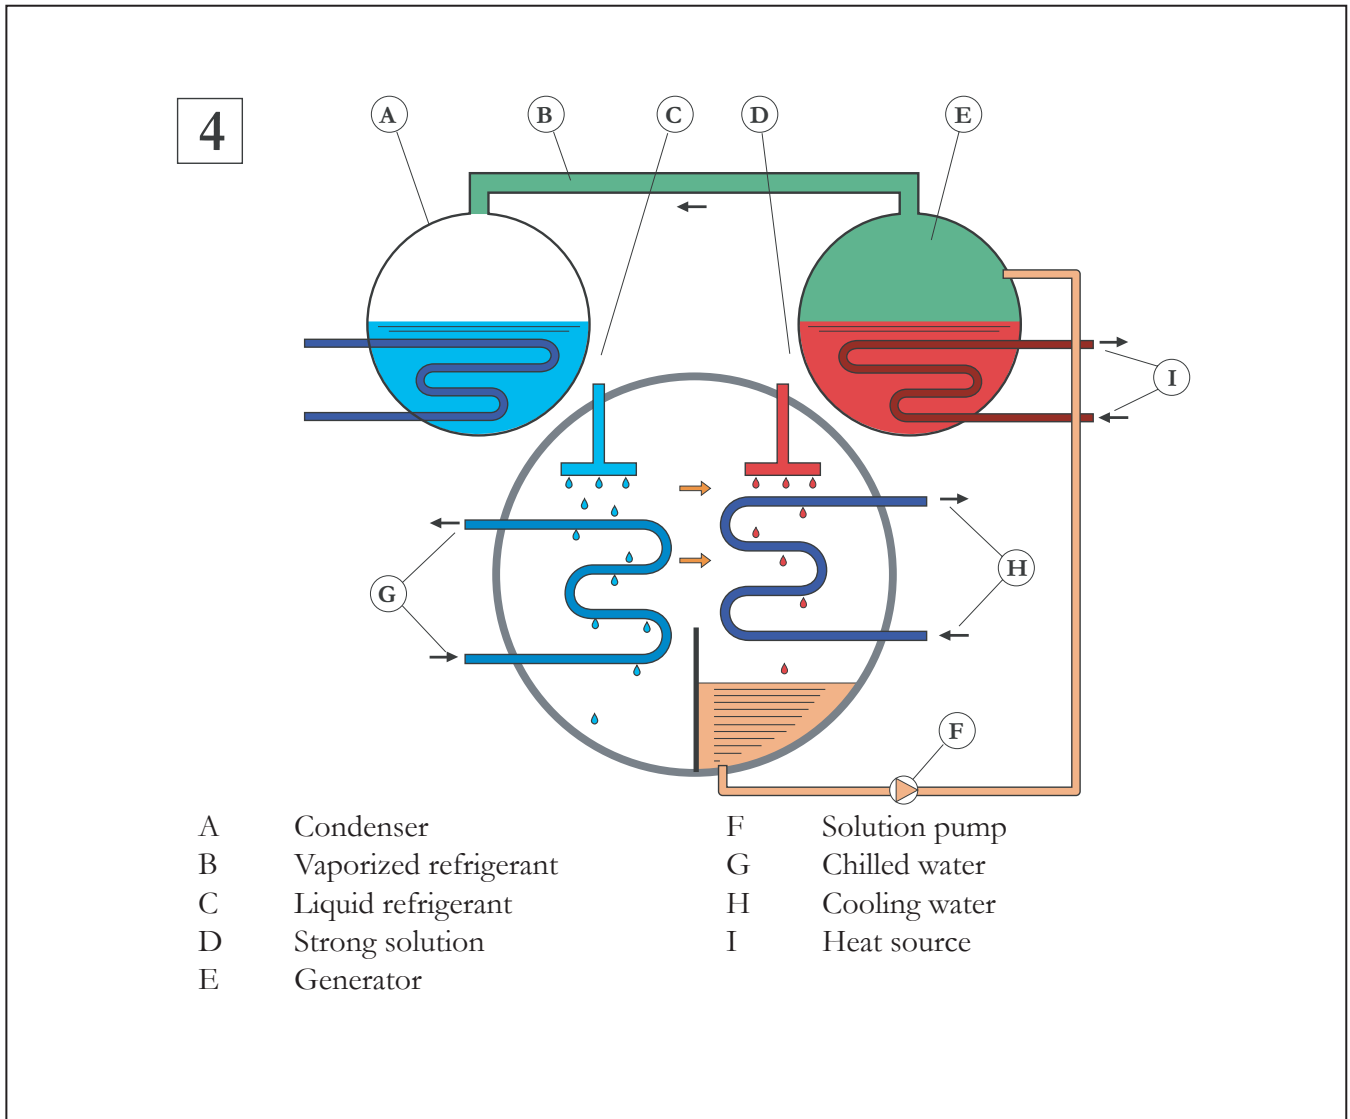 4
A B C D E
I
G
H
F
A Condenser
B Vaporized refrigerant
C Liquid refrigerant
D Strong solution
E Generator
F Solution pump
G Chilled water
H Cooling water
I Heat source